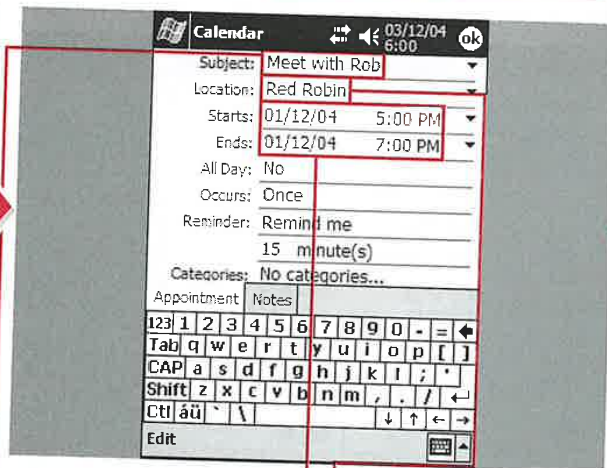 Calendar 03/12/04 6:00 ok
Subject: Meet with Rob
Location: Red Robin
Starts: 01/12/04 5:00 PM
Ends: 01/12/04 7:00 PM
All Day: No
Occurs: Once
Reminder: Remind me
15 minute(s)
Categories: No categories...
Appointment Notes
123 1 2 3 4 5 6 7 8 9 0 - =
Tab q w e r t y u i o p [ ]
CAP a s d f g h j k l ; '
Shift z x c v b n m , . /
Ctl áü ` \
Edit